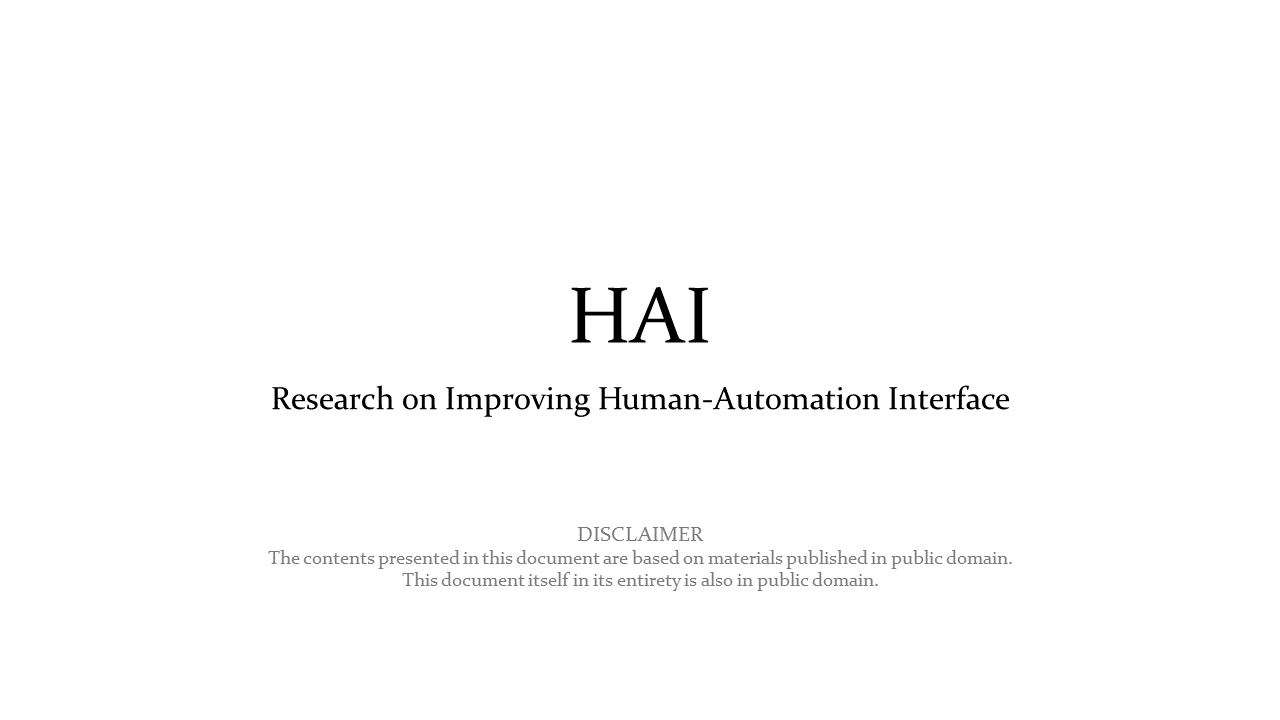 HAI
Research on Improving Human-Automation Interface
DISCLAIMER
The contents presented in this document are based on materials published in public domain.
This document itself in its entirety is also in public domain.